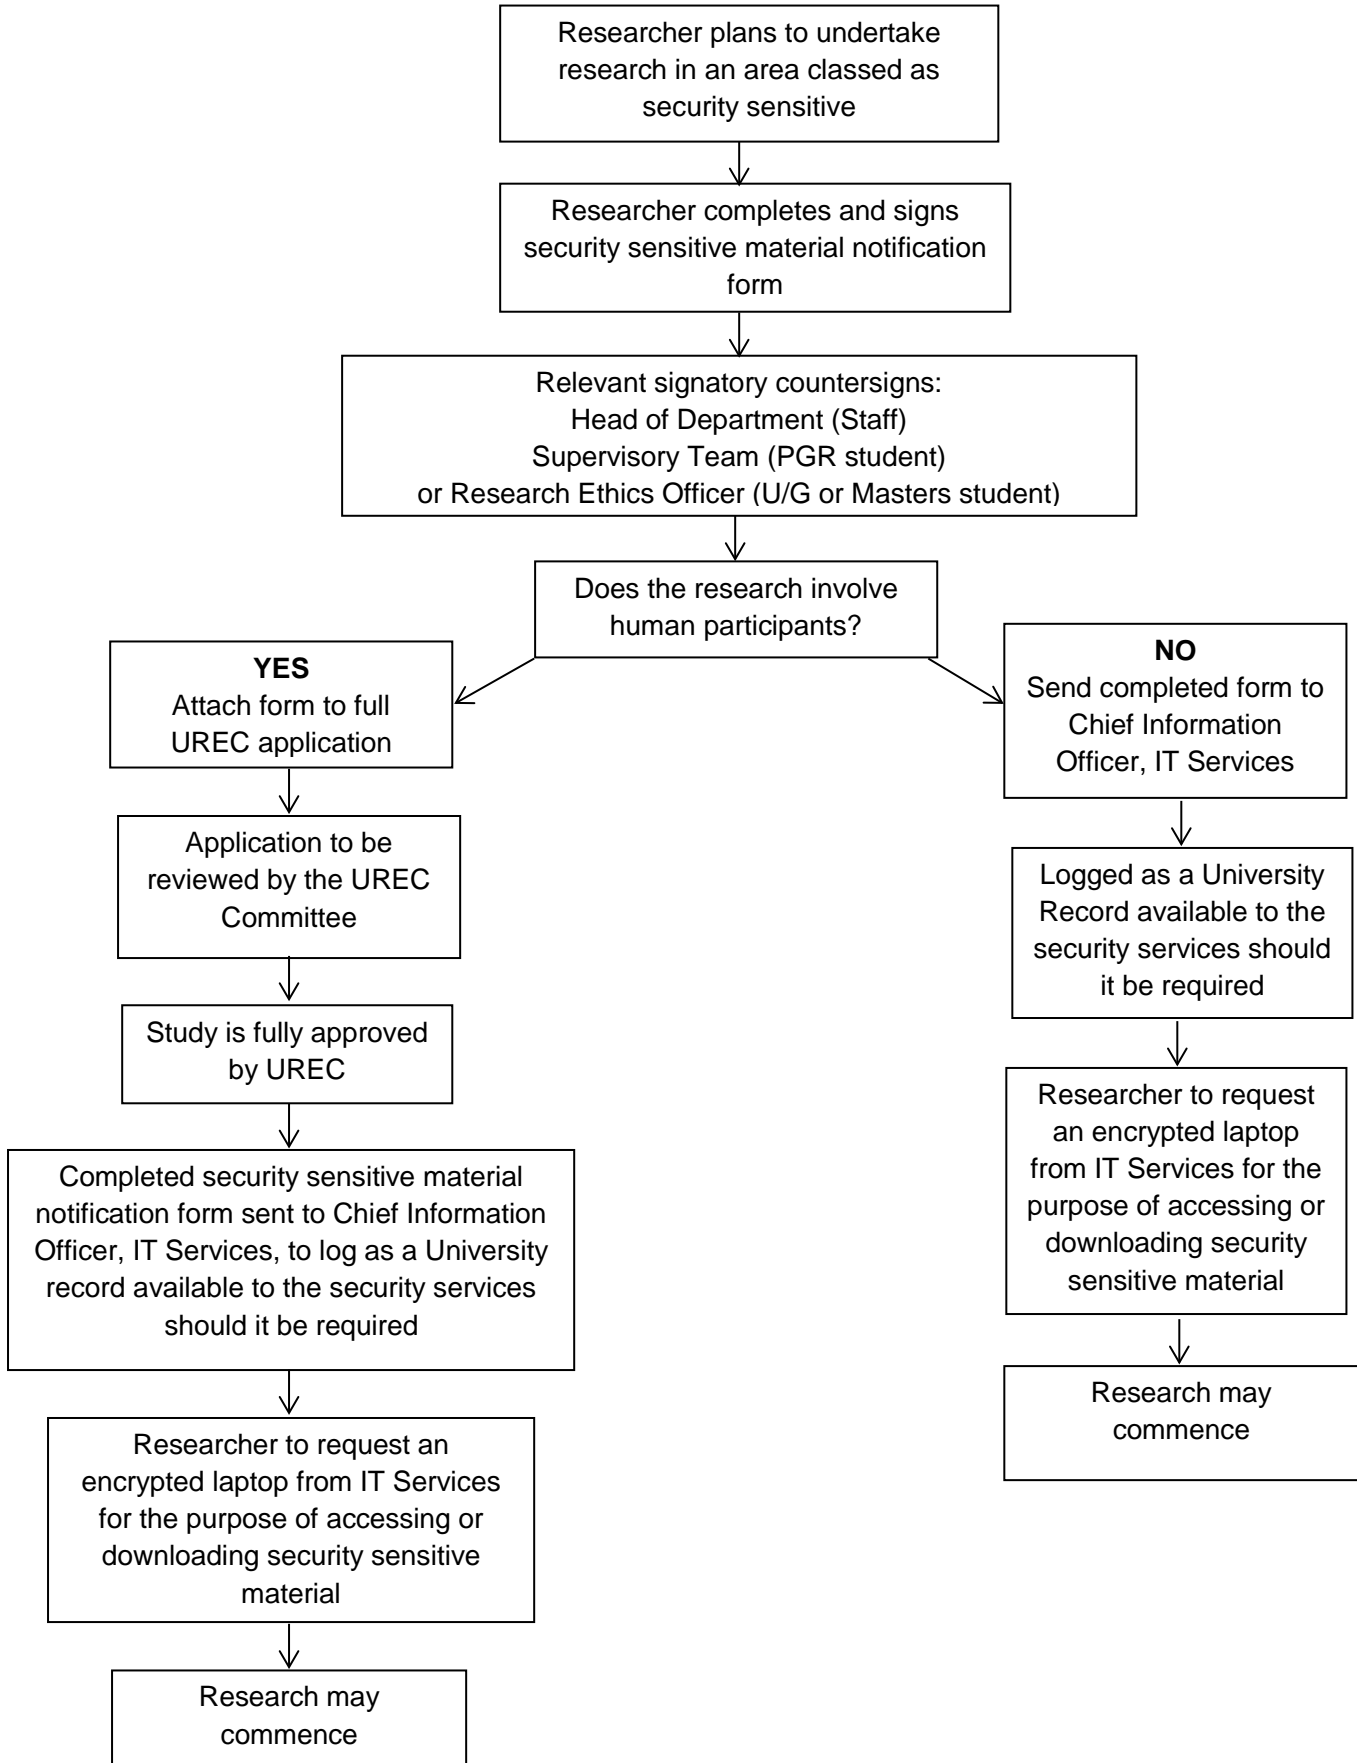 Researcher plans to undertake
research in an area classed as
security sensitive
Researcher completes and signs
security sensitive material notification
form
Relevant signatory countersigns:
Head of Department (Staff)
Supervisory Team (PGR student)
or Research Ethics Officer (U/G or Masters student)
Does the research involve
human participants?
YES
Attach form to full
UREC application
Application to be
reviewed by the UREC
Committee
Study is fully approved
by UREC
Completed security sensitive material
notification form sent to Chief Information
Officer, IT Services, to log as a University
record available to the security services
should it be required
Researcher to request an
encrypted laptop from IT Services
for the purpose of accessing or
downloading security sensitive
material
Research may
commence
NO
Send completed form to
Chief Information
Officer, IT Services
Logged as a University
Record available to the
security services should
it be required
Researcher to request
an encrypted laptop
from IT Services for the
purpose of accessing or
downloading security
sensitive material
Research may
commence